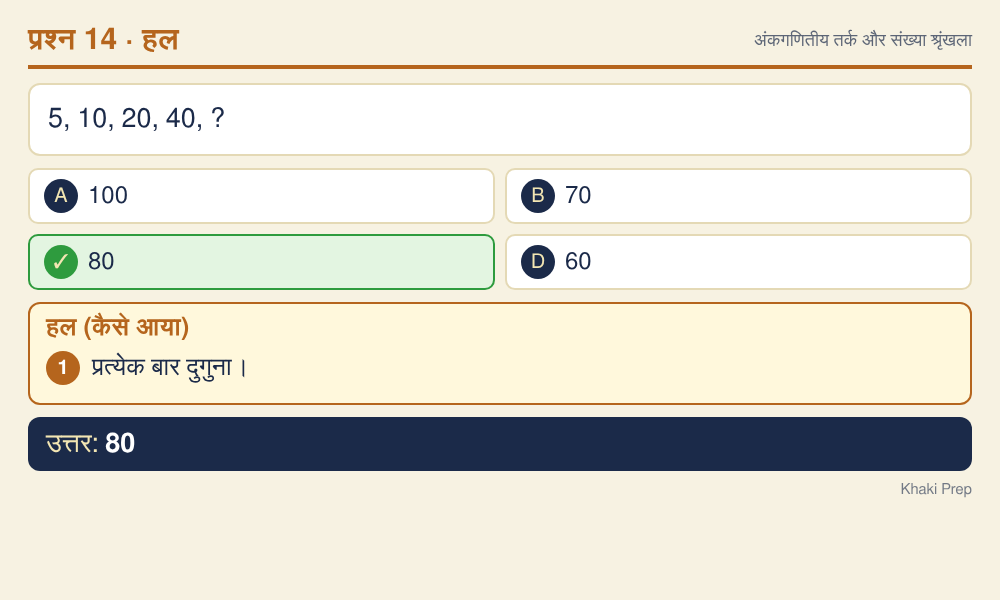 प्रश्न 14 · हल
अंकगणितीय तर्क और संख्या श्रृंखला
5, 10, 20, 40, ?
A 100
B 70
✓ 80
D 60
हल (कैसे आया)
1 प्रत्येक बार दुगुना।
उत्तर: 80
Khaki Prep